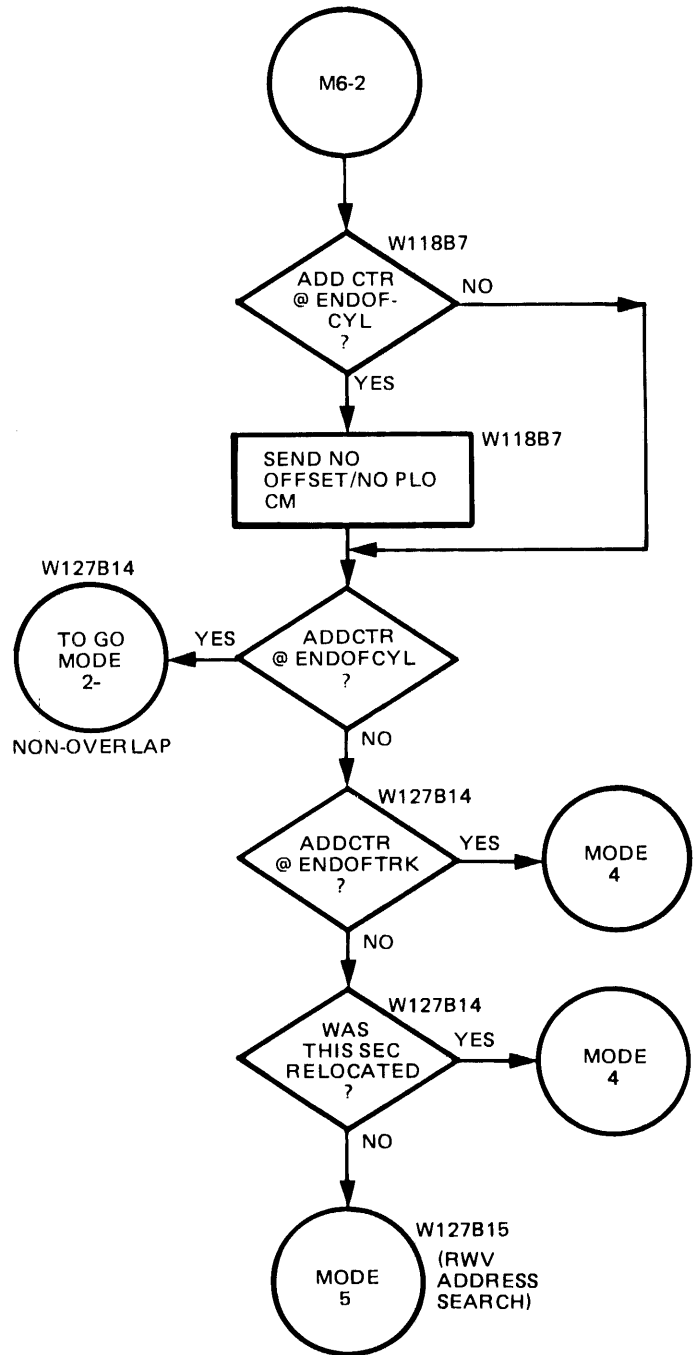 M6-2
W118B7
ADD CTR
@ ENDOF-
CYL
?
NO
YES
W118B7
SEND NO
OFFSET/NO PLO
CM
W127B14
TO GO
MODE
2-
NON-OVERLAP
YES
ADDCTR
@ ENDOFCYL
?
NO
W127B14
ADDCTR
@ ENDOFTRK
?
YES
MODE
4
NO
W127B14
WAS
THIS SEC
RELOCATED
?
YES
MODE
4
NO
MODE
5
W127B15
(RWV
ADDRESS
SEARCH)